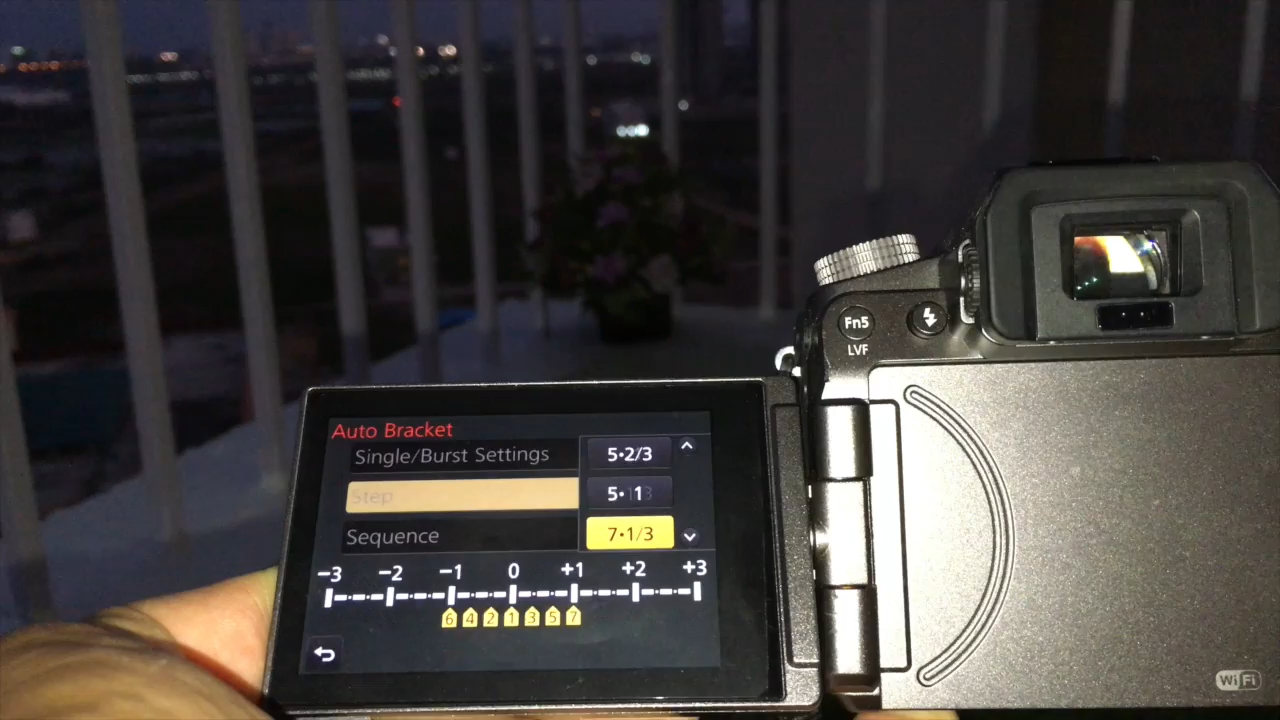 Fn5
LVF
Auto Bracket
Single/Burst Settings
5•2/3
Step
5•1
Sequence
7•1/3
−3 −2 −1 0 +1 +2 +3
6 4 2 1 3 5 7
WiFi